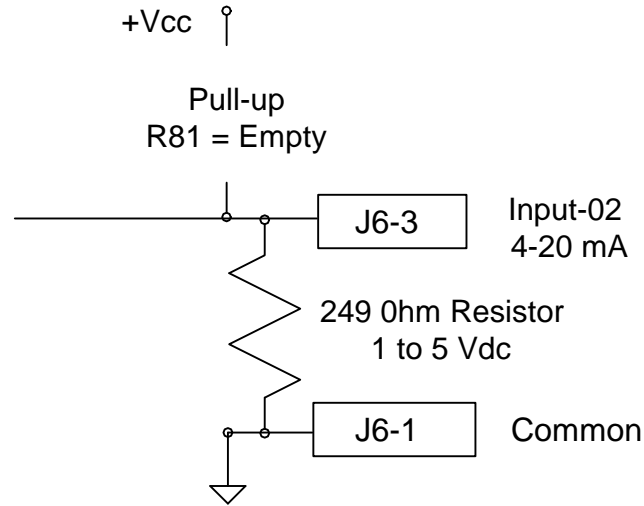 +Vcc
Pull-up
R81 = Empty
J6-3
Input-02
4-20 mA
249 0hm Resistor
1 to 5 Vdc
J6-1
Common